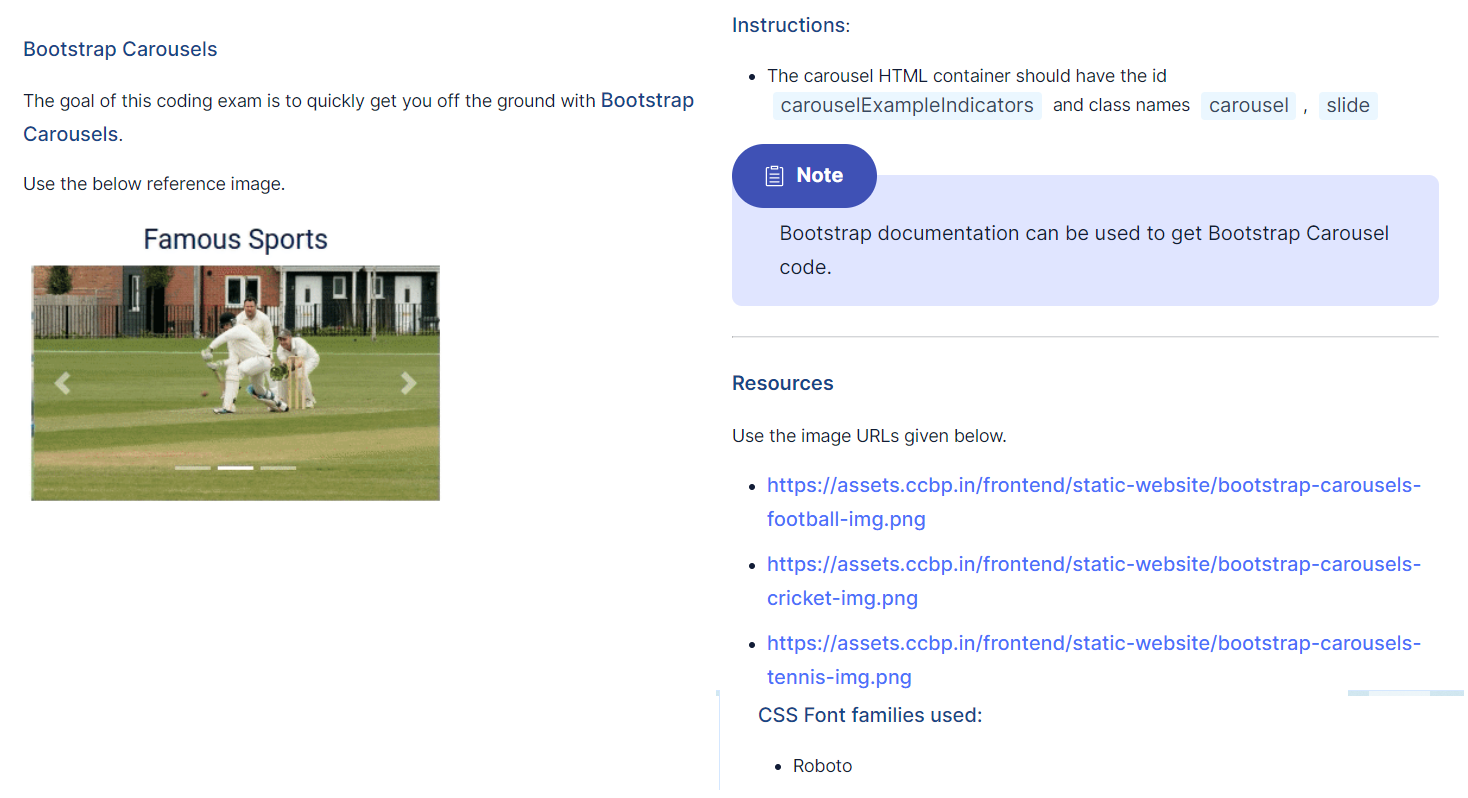 Bootstrap Carousels
The goal of this coding exam is to quickly get you off the ground with Bootstrap
Carousels.
Use the below reference image.
Famous Sports
Instructions:
• The carousel HTML container should have the id
carouselExampleIndicators and class names carousel , slide
Note
Bootstrap documentation can be used to get Bootstrap Carousel
code.
Resources
Use the image URLs given below.
• https://assets.ccbp.in/frontend/static-website/bootstrap-carousels-
football-img.png
• https://assets.ccbp.in/frontend/static-website/bootstrap-carousels-
cricket-img.png
• https://assets.ccbp.in/frontend/static-website/bootstrap-carousels-
tennis-img.png
CSS Font families used:
• Roboto